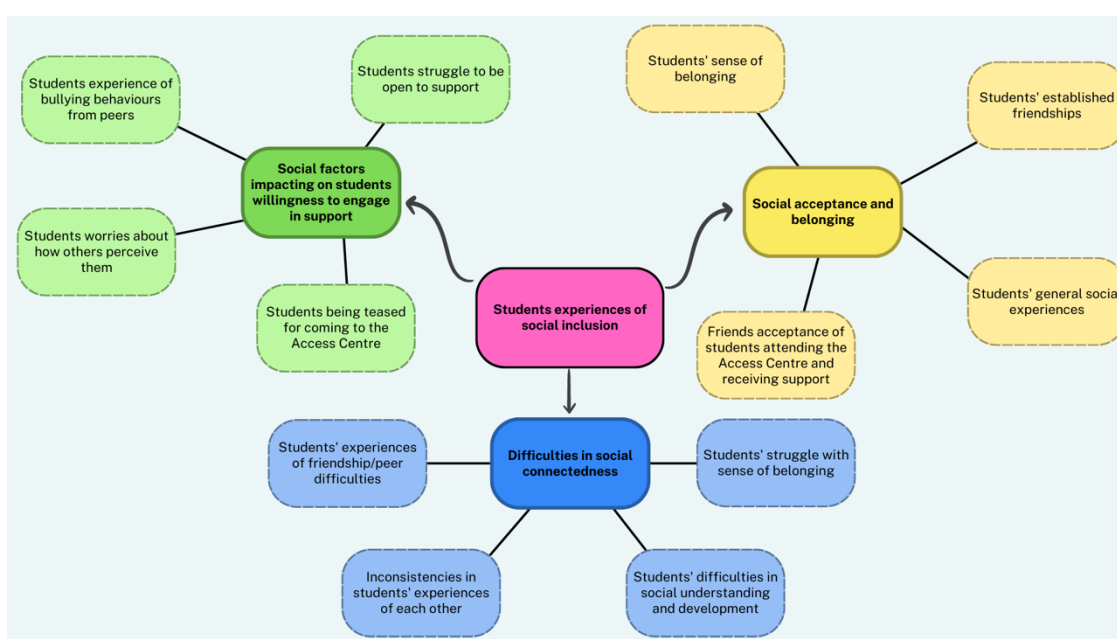 Students experience of
bullying behaviours
from peers
Students struggle to be
open to support
Social factors
impacting on students
willingness to engage
in support
Students worries about
how others perceive
them
Students being teased
for coming to the
Access Centre
Students' sense of
belonging
Students' established
friendships
Social acceptance and
belonging
Students' general social
experiences
Friends acceptance of
students attending the
Access Centre and
receiving support
Students experiences of
social inclusion
Students' experiences
of friendship/peer
difficulties
Difficulties in social
connectedness
Students' struggle with
sense of belonging
Inconsistencies in
students' experiences
of each other
Students' difficulties in
social understanding
and development